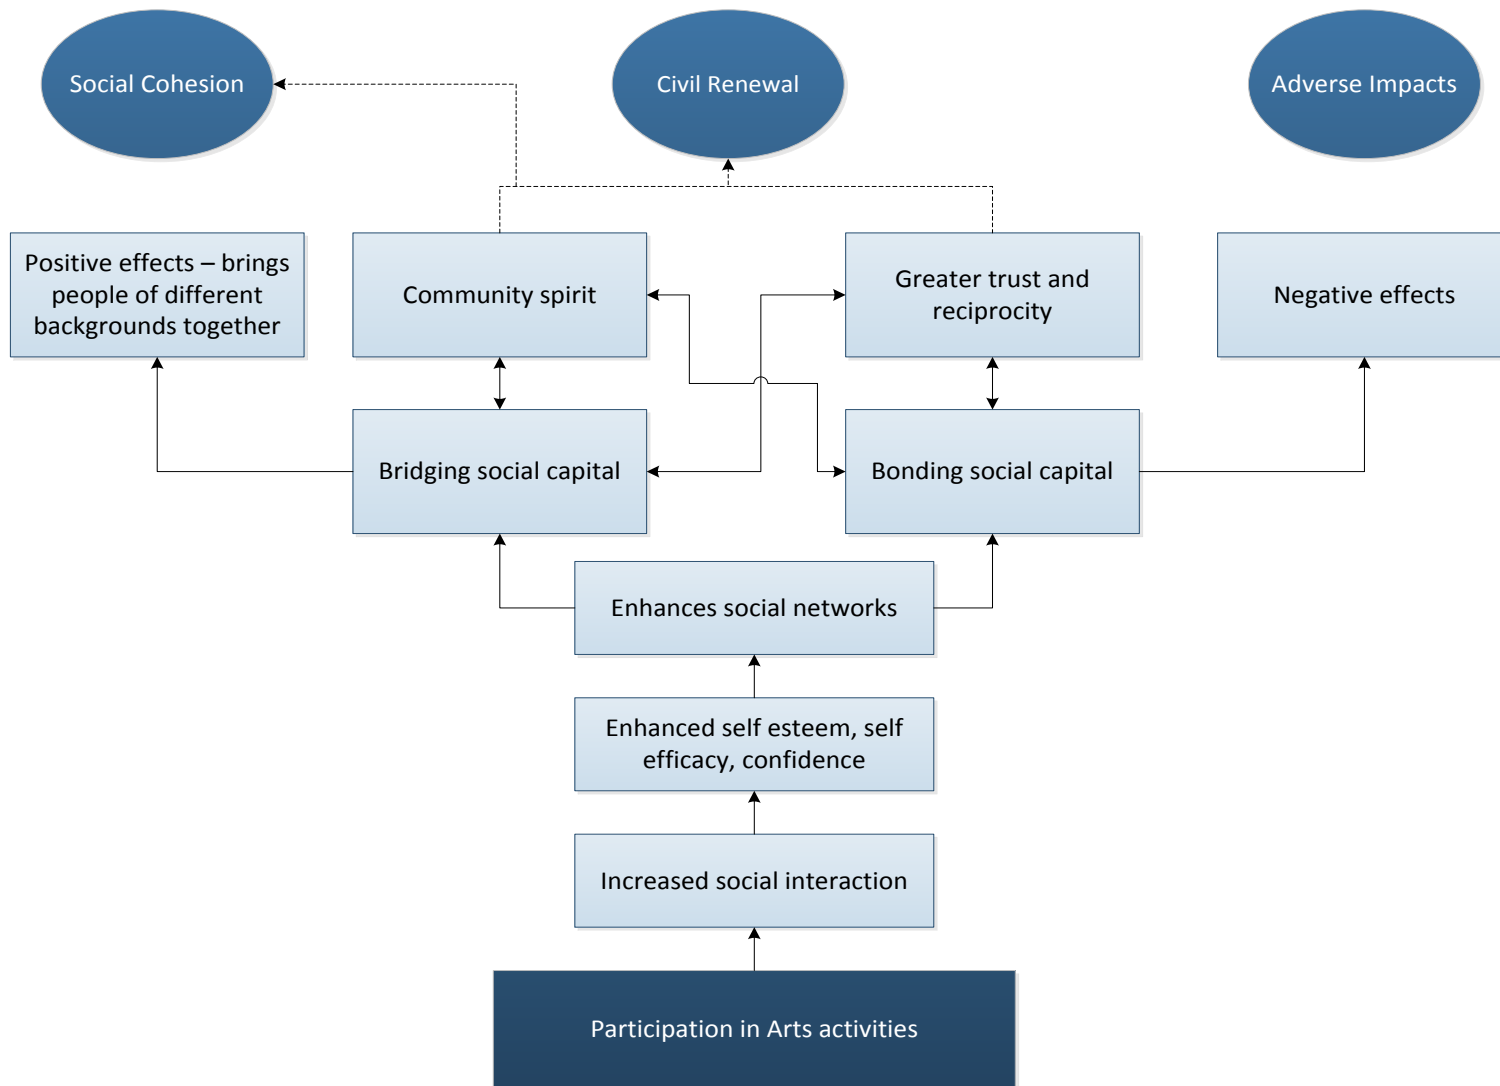 Social Cohesion
Civil Renewal
Adverse Impacts
Positive effects – brings
people of different
backgrounds together
Community spirit
Greater trust and
reciprocity
Negative effects
Bridging social capital
Bonding social capital
Enhances social networks
Enhanced self esteem, self
efficacy, confidence
Increased social interaction
Participation in Arts activities